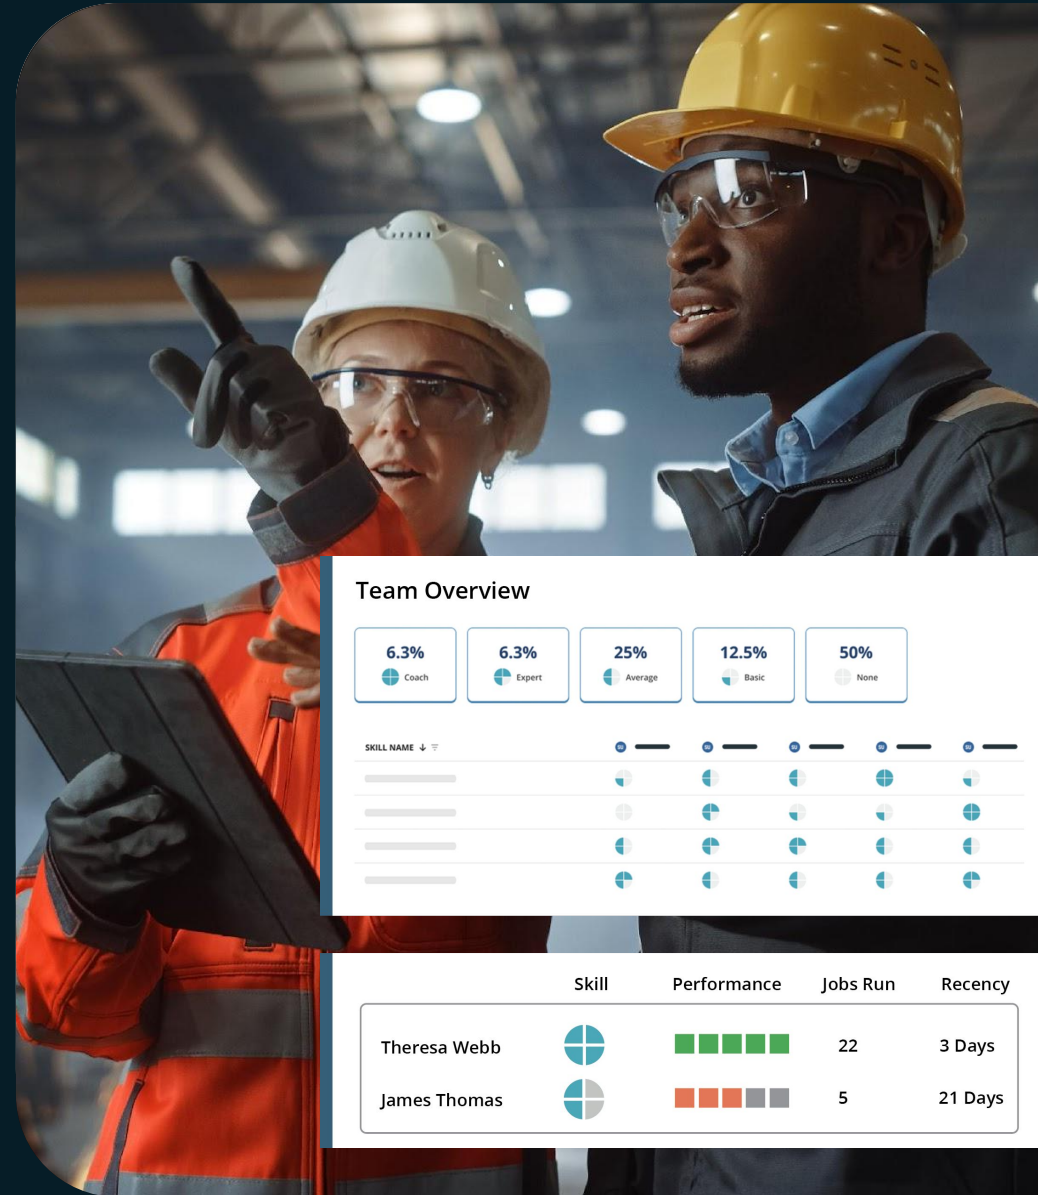 Team Overview
6.3% 6.3% 25% 12.5% 50%
Coach Expert Average Basic None
SKILL NAME
Skill Performance Jobs Run Recency
Theresa Webb 22 3 Days
James Thomas 5 21 Days